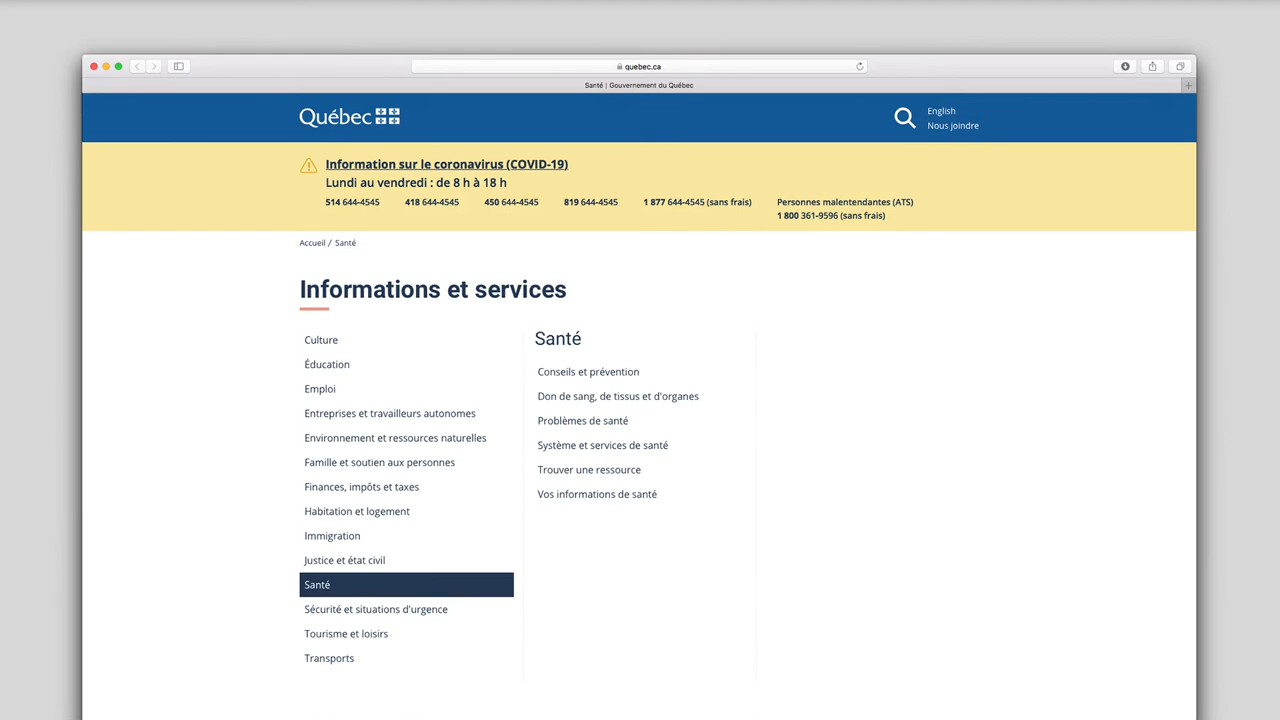 quebec.ca
Santé | Gouvernement du Québec
Québec
English
Nous joindre
Information sur le coronavirus (COVID-19)
Lundi au vendredi : de 8 h à 18 h
514 644-4545 418 644-4545 450 644-4545 819 644-4545 1 877 644-4545 (sans frais) Personnes malentendantes (ATS)
1 800 361-9596 (sans frais)
Accueil / Santé
Informations et services
Culture
Éducation
Emploi
Entreprises et travailleurs autonomes
Environnement et ressources naturelles
Famille et soutien aux personnes
Finances, impôts et taxes
Habitation et logement
Immigration
Justice et état civil
Santé
Sécurité et situations d'urgence
Tourisme et loisirs
Transports
Santé
Conseils et prévention
Don de sang, de tissus et d'organes
Problèmes de santé
Système et services de santé
Trouver une ressource
Vos informations de santé